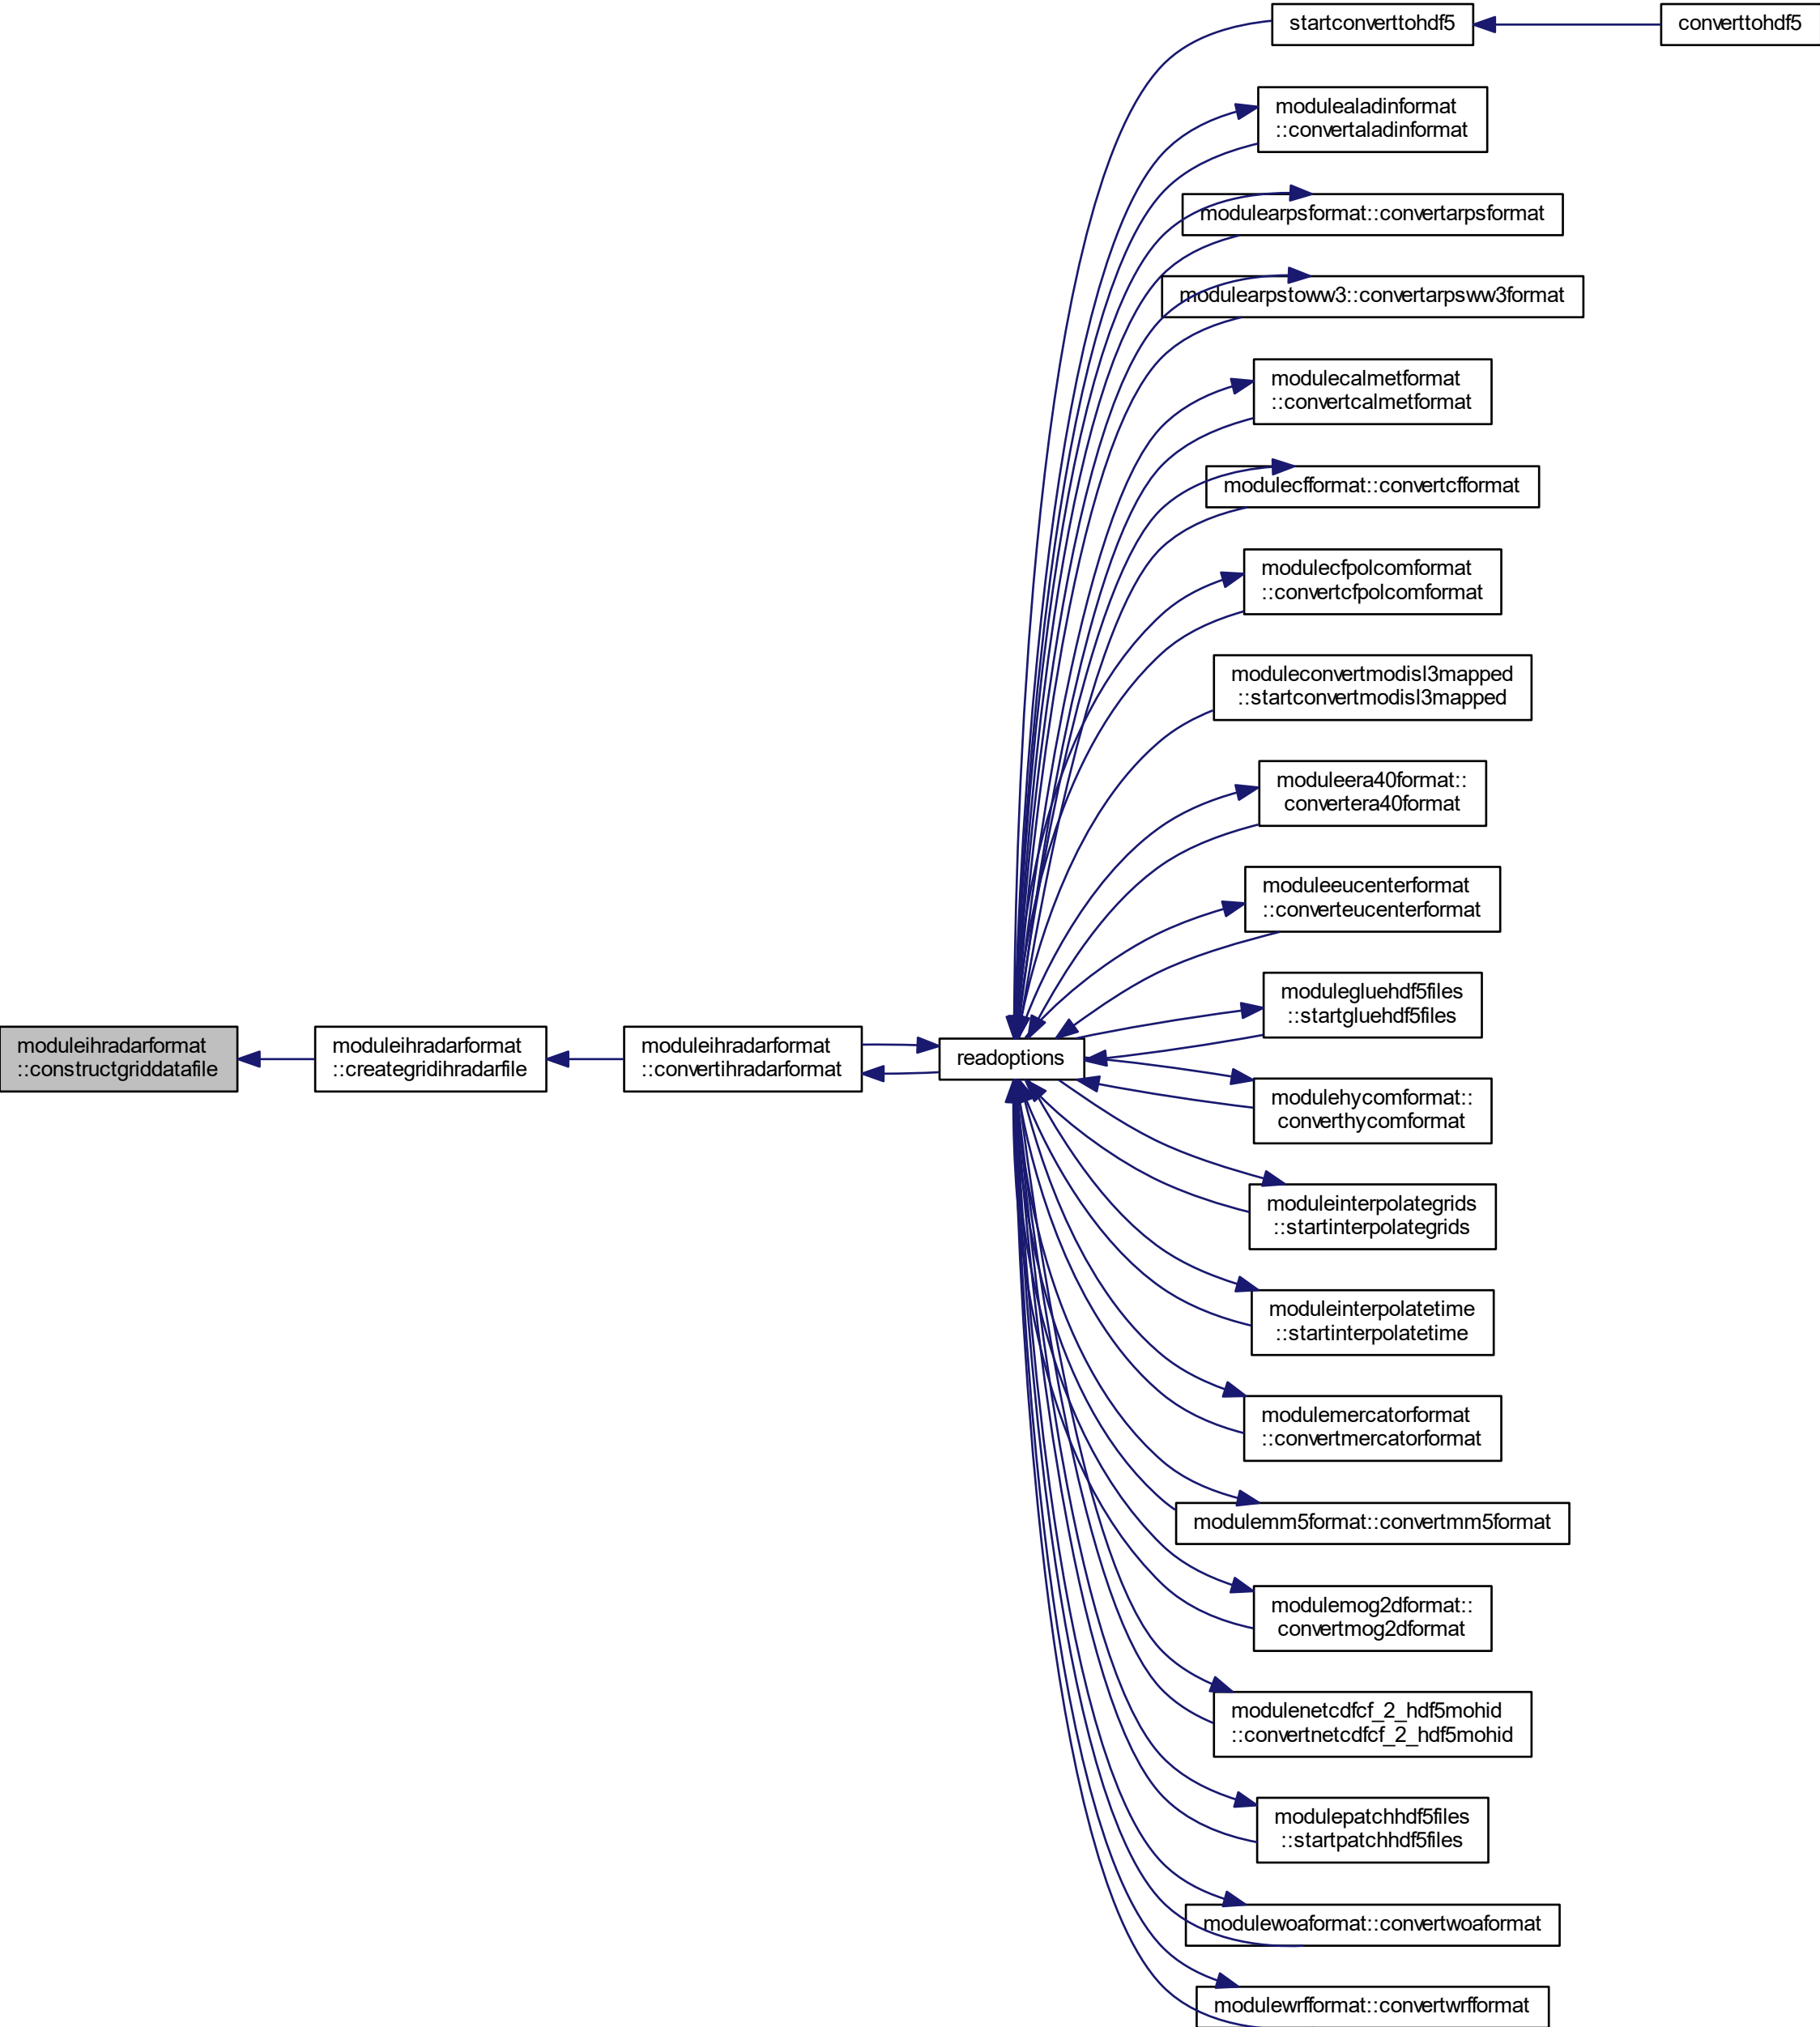 startconverttohdf5
converttohdf5
modulealadinformat
::convertaladinformat
modulearpsformat::convertarpsformat
modulearpstoww3::convertarpsww3format
modulecalmetformat
::convertcalmetformat
modulecfformat::convertcfformat
modulecfpolcomformat
::convertcfpolcomformat
moduleconvertmodisl3mapped
::startconvertmodisl3mapped
moduleera40format::
convertera40format
moduleeucenterformat
::converteucenterformat
modulegluehdf5files
::startgluehdf5files
moduleihradarformat
::constructgriddatafile
moduleihradarformat
::creategridihradarfile
moduleihradarformat
::convertihradarformat
readoptions
modulehycomformat::
converthycomformat
moduleinterpolategrids
::startinterpolategrids
moduleinterpolatetime
::startinterpolatetime
modulemercatorformat
::convertmercatorformat
modulemm5format::convertmm5format
modulemog2dformat::
convertmog2dformat
modulenetcdfcf_2_hdf5mohid
::convertnetcdfcf_2_hdf5mohid
modulepatchhdf5files
::startpatchhdf5files
modulewoaformat::convertwoaformat
modulewrfformat::convertwrfformat